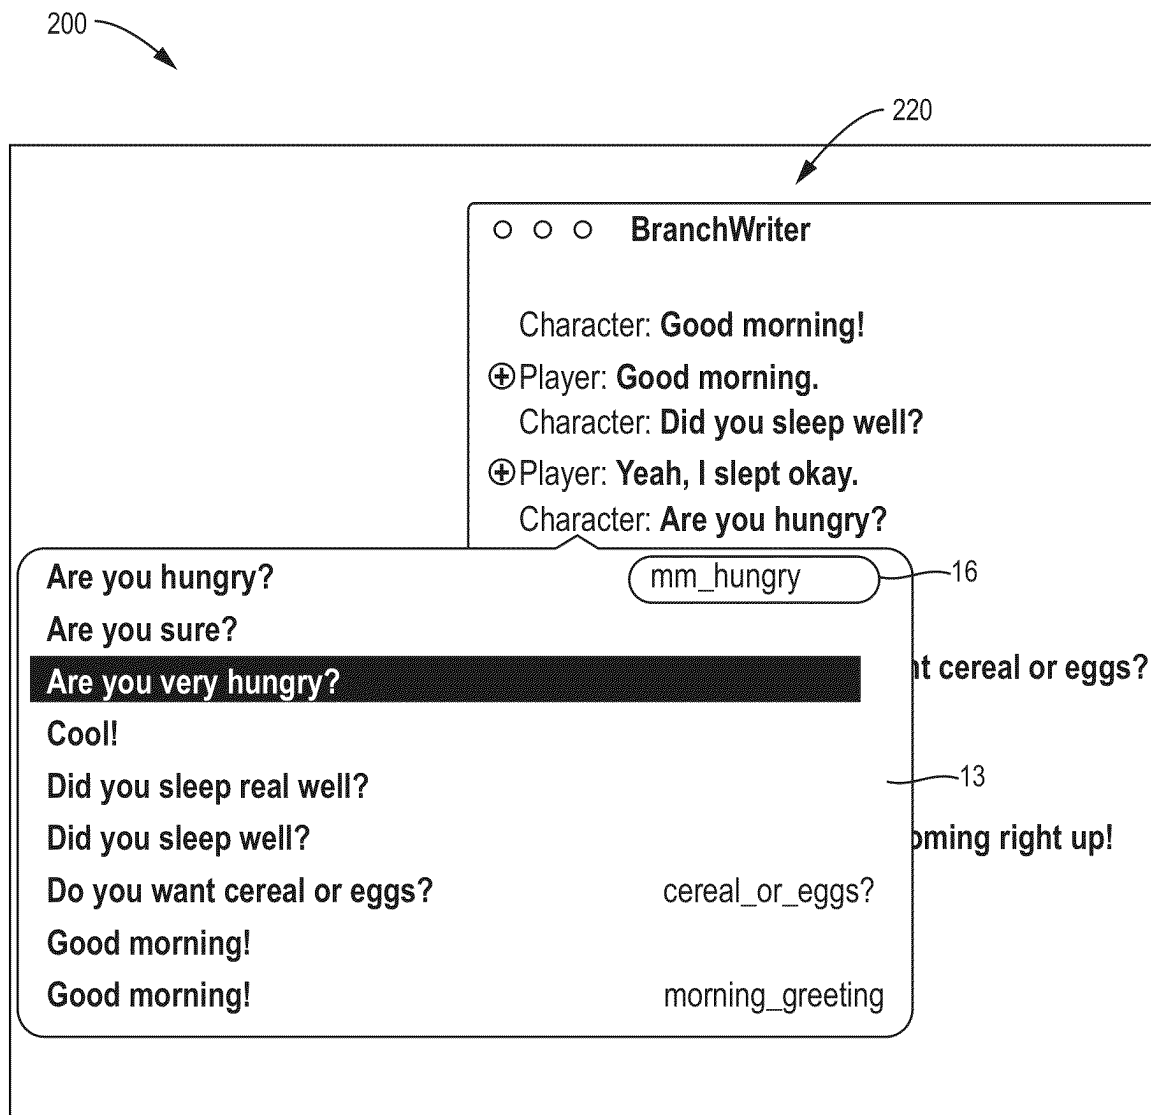 200
220
BranchWriter
Character: Good morning!
Player: Good morning.
Character: Did you sleep well?
Player: Yeah, I slept okay.
Character: Are you hungry?
Are you hungry? mm_hungry 16
Are you sure?
Are you very hungry? t cereal or eggs?
Cool!
Did you sleep real well? 13
Did you sleep well? oming right up!
Do you want cereal or eggs? cereal_or_eggs?
Good morning!
Good morning! morning_greeting